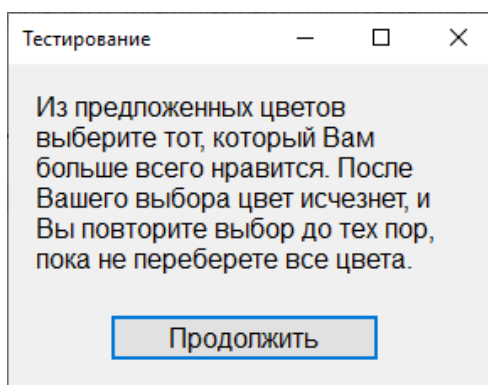 Тестирование
Из предложенных цветов
выберите тот, который Вам
больше всего нравится. После
Вашего выбора цвет исчезнет, и
Вы повторите выбор до тех пор,
пока не переберете все цвета.
Продолжить